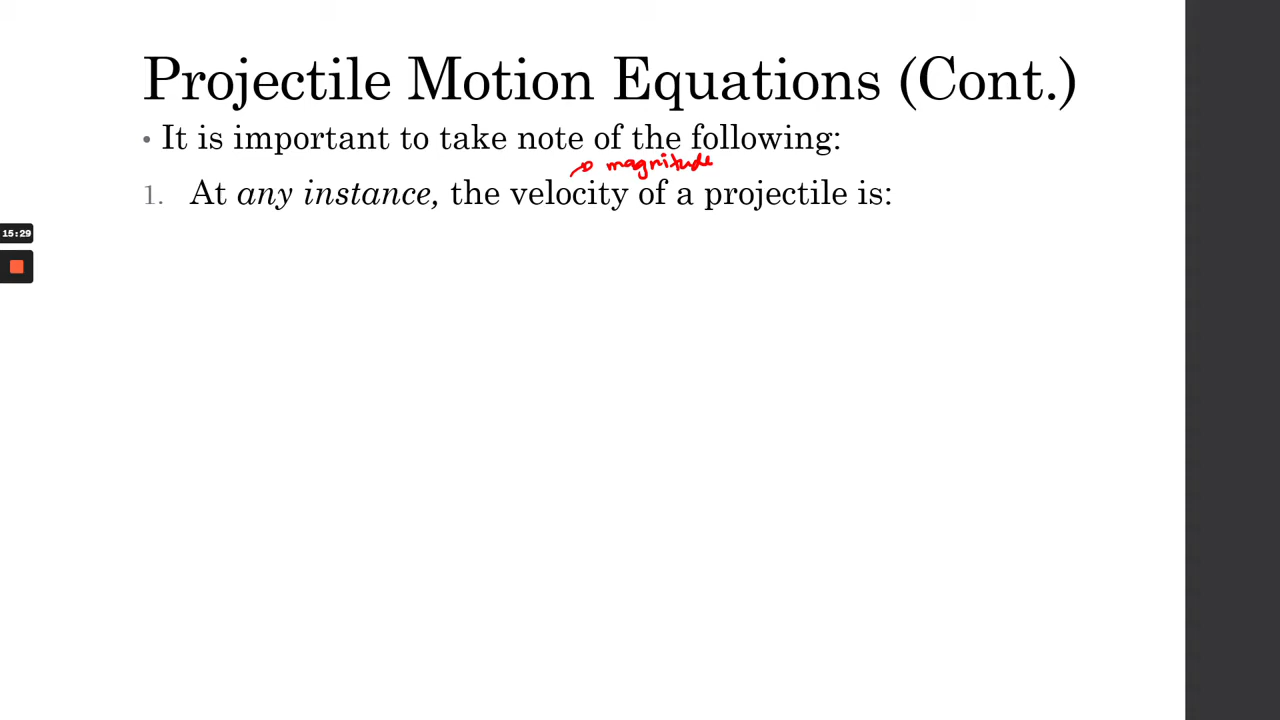 Projectile Motion Equations (Cont.)
• It is important to take note of the following:
magnitude
1. At any instance, the velocity of a projectile is:
15:29